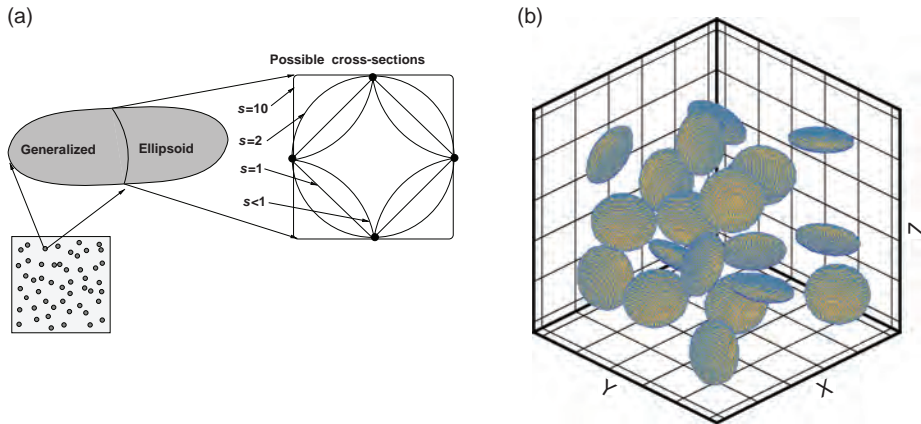 (a)
Possible cross-sections
s=10
s=2
s=1
s<1
Generalized Ellipsoid
(b)
Z
Y
X